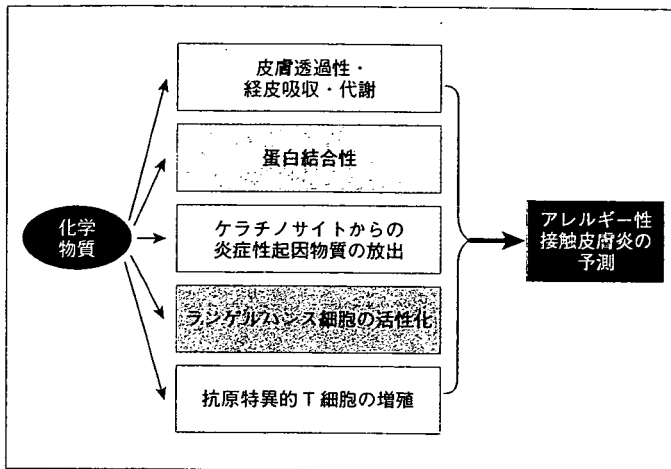 皮膚透過性・
経皮吸収・代謝
蛋白結合性
化学
物質
ケラチノサイトからの
炎症性起因物質の放出
アレルギー性
接触皮膚炎の
予測
ランゲルハンス細胞の活性化
抗原特異的T細胞の増殖